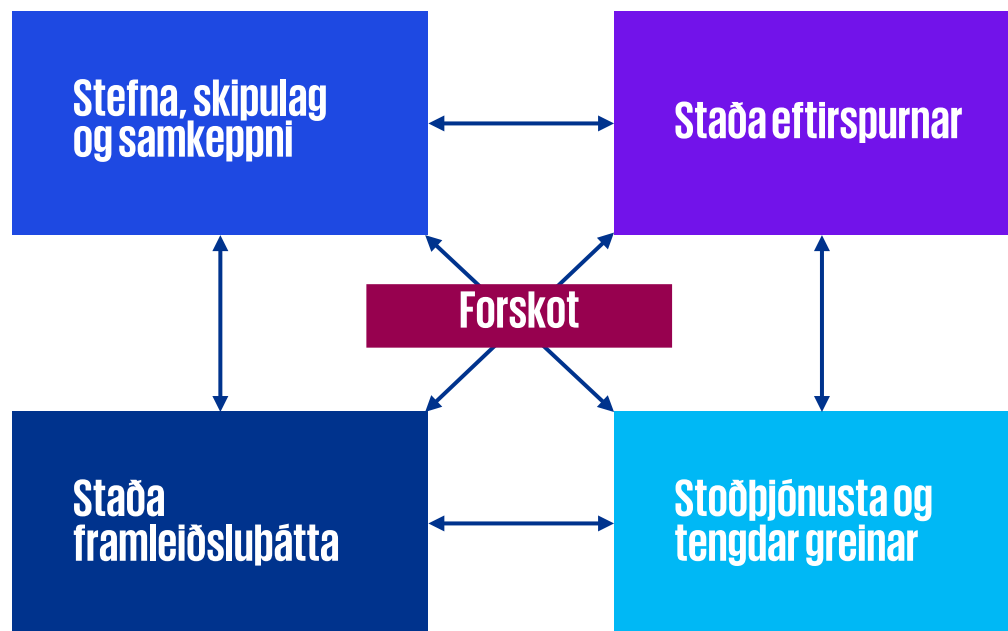 Stefna, skipulag
og samkeppni
Staða eftirspurnar
Forskot
Staða
framleiðsluþátta
Stoðþjónusta og
tengdar greinar